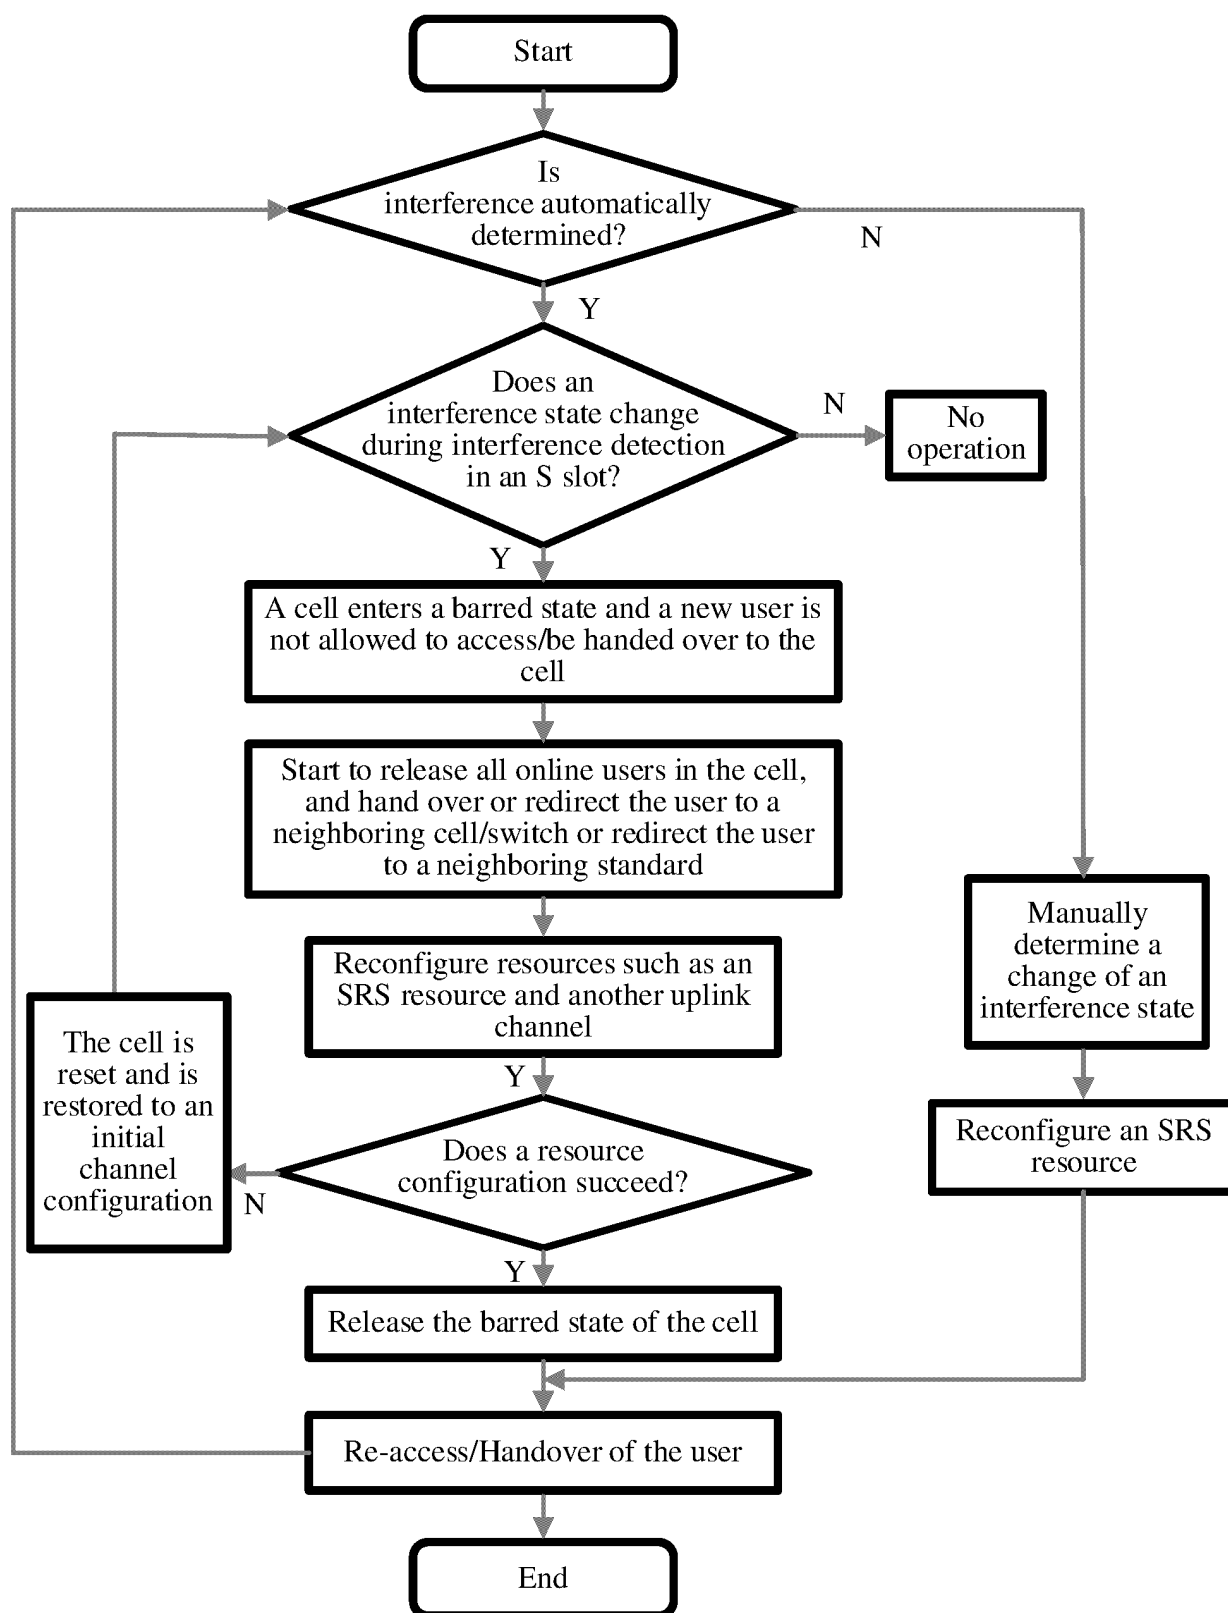 Start
Is
interference automatically
determined?
N
Y
Does an
interference state change
during interference detection
in an S slot?
N
No
operation
Y
A cell enters a barred state and a new user is
not allowed to access/be handed over to the
cell
Start to release all online users in the cell,
and hand over or redirect the user to a
neighboring cell/switch or redirect the user
to a neighboring standard
Manually
determine a
change of an
interference state
Reconfigure resources such as an
SRS resource and another uplink
channel
The cell is
reset and is
restored to an
initial
channel
configuration
Y
Reconfigure an SRS
resource
Does a resource
configuration succeed?
N
Y
Release the barred state of the cell
Re-access/Handover of the user
End